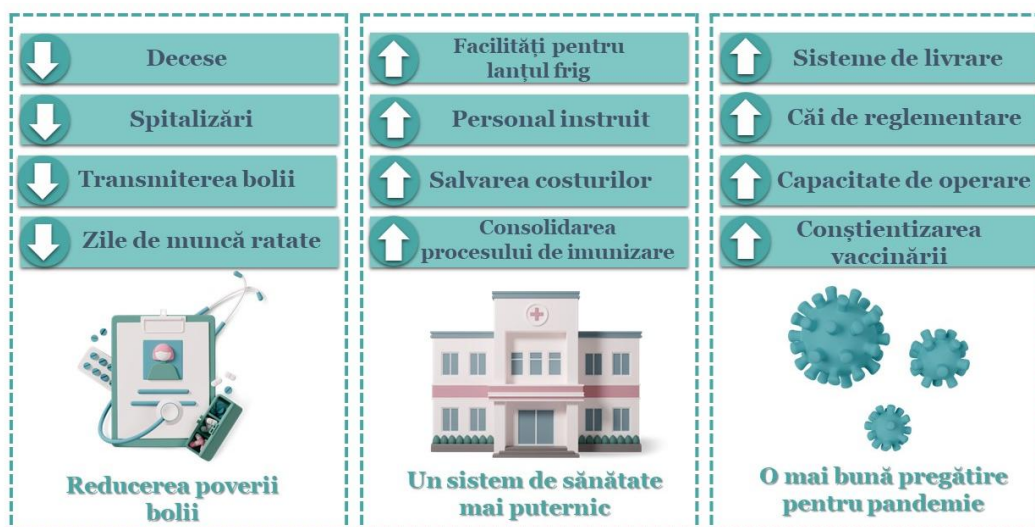 Decese
Spitalizări
Transmiterea bolii
Zile de muncă ratate
Reducerea poverii
bolii
Facilități pentru
lanțul frig
Personal instruit
Salvarea costurilor
Consolidarea
procesului de imunizare
Un sistem de sănătate
mai puternic
Sisteme de livrare
Căi de reglementare
Capacitate de operare
Conștientizarea
vaccinării
O mai bună pregătire
pentru pandemie